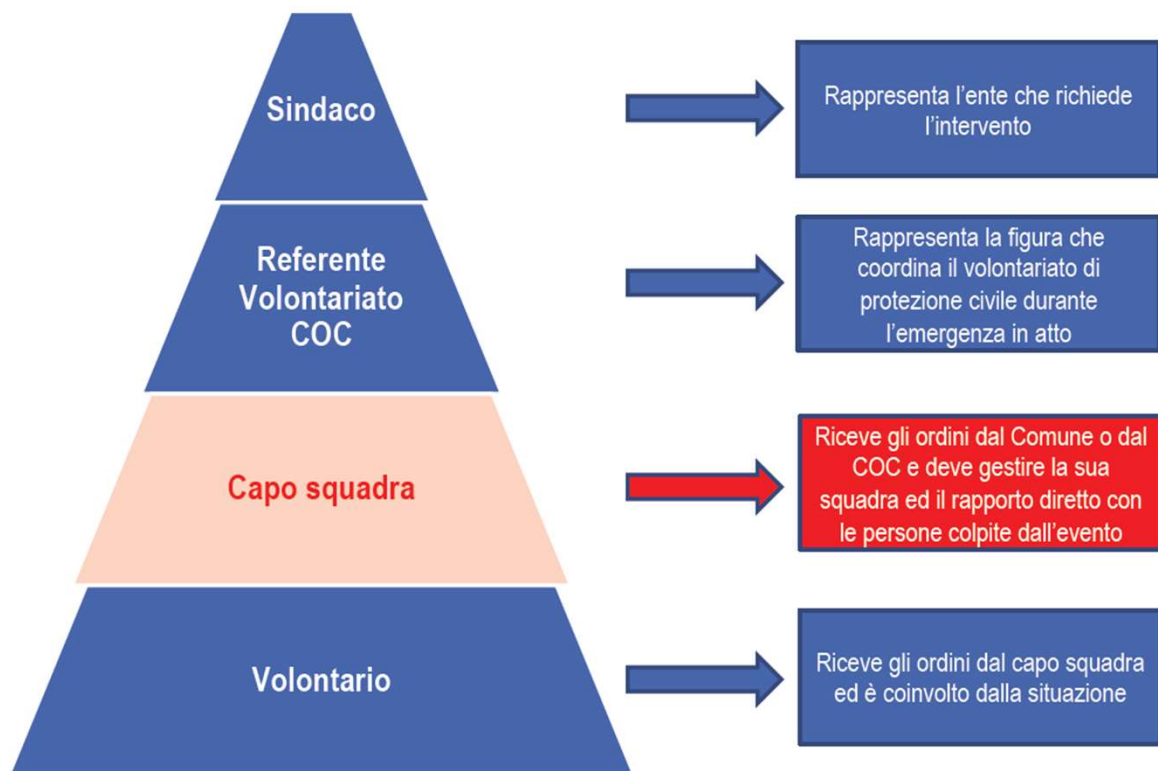 Sindaco
Rappresenta l'ente che richiede
l'intervento
Referente
Volontariato
COC
Rappresenta la figura che
coordina il volontariato di
protezione civile durante
l'emergenza in atto
Capo squadra
Riceve gli ordini dal Comune o dal
COC e deve gestire la sua
squadra ed il rapporto diretto con
le persone colpite dall'evento
Volontario
Riceve gli ordini dal capo squadra
ed è coinvolto dalla situazione